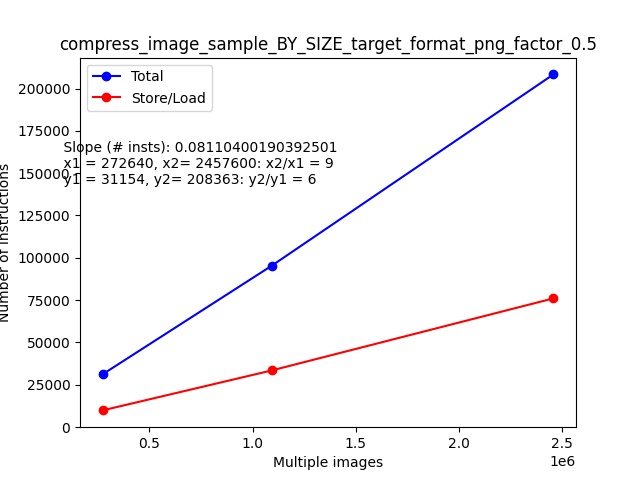 compress_image_sample_BY_SIZE_target_format_png_factor_0.5
Total
Store/Load
Slope (# insts): 0.08110400190392501
x1 = 272640, x2= 2457600: x2/x1 = 9
y1 = 31154, y2= 208363: y2/y1 = 6
Number of instructions
200000
175000
150000
125000
100000
75000
50000
25000
0
0.5 1.0 1.5 2.0 2.5
1e6
Multiple images